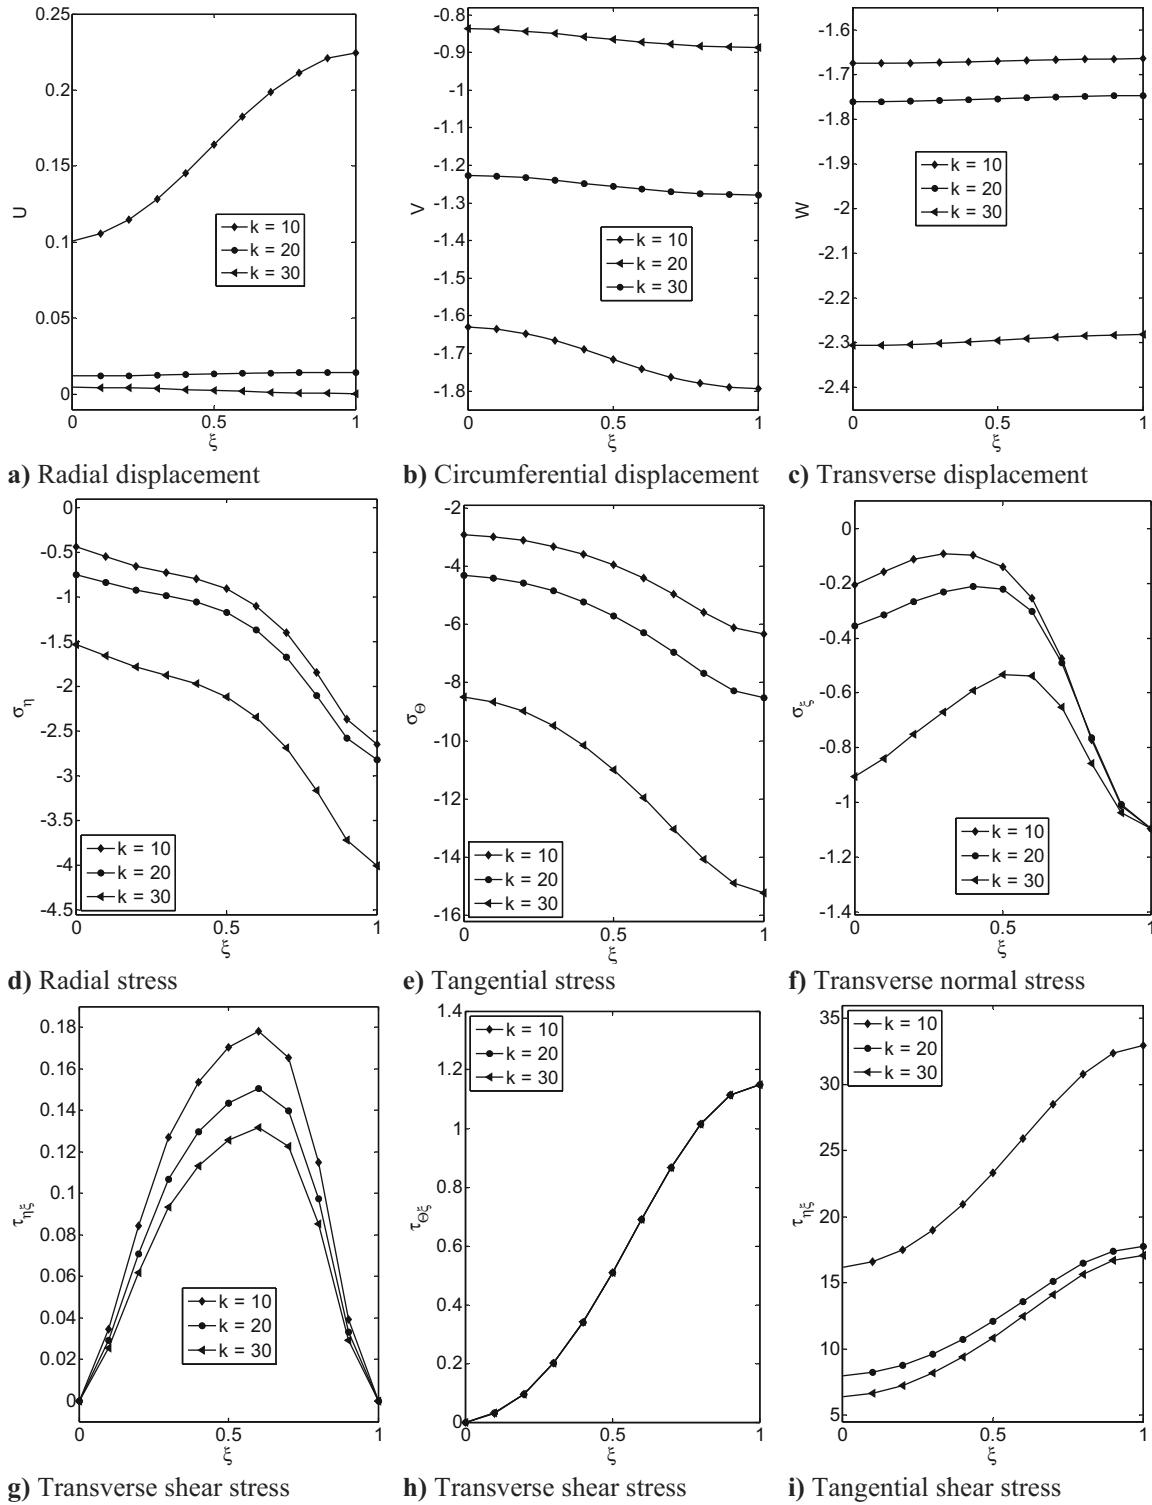 0.25
0.2
0.15
0.1
0.05
0
U
k = 10
k = 20
k = 30
0 0.5 1
ξ
a) Radial displacement
-0.8
-0.9
-1
-1.1
-1.2
-1.3
-1.4
-1.5
-1.6
-1.7
-1.8
V
k = 10
k = 20
k = 30
0 0.5 1
ξ
b) Circumferential displacement
-1.6
-1.7
-1.8
-1.9
-2
-2.1
-2.2
-2.3
-2.4
W
k = 10
k = 20
k = 30
0 0.5 1
ξ
c) Transverse displacement
0
-0.5
-1
-1.5
-2
-2.5
-3
-3.5
-4
-4.5
ση
k = 10
k = 20
k = 30
0 0.5 1
ξ
d) Radial stress
-2
-4
-6
-8
-10
-12
-14
-16
σΘ
k = 10
k = 20
k = 30
0 0.5 1
ξ
e) Tangential stress
0
-0.2
-0.4
-0.6
-0.8
-1
-1.2
-1.4
σξ
k = 10
k = 20
k = 30
0 0.5 1
ξ
f) Transverse normal stress
0.18
0.16
0.14
0.12
0.1
0.08
0.06
0.04
0.02
0
τηξ
k = 10
k = 20
k = 30
0 0.5 1
ξ
g) Transverse shear stress
1.4
1.2
1
0.8
0.6
0.4
0.2
0
τΘξ
k = 10
k = 20
k = 30
0 0.5 1
ξ
h) Transverse shear stress
35
30
25
20
15
10
5
τηξ
k = 10
k = 20
k = 30
0 0.5 1
ξ
i) Tangential shear stress